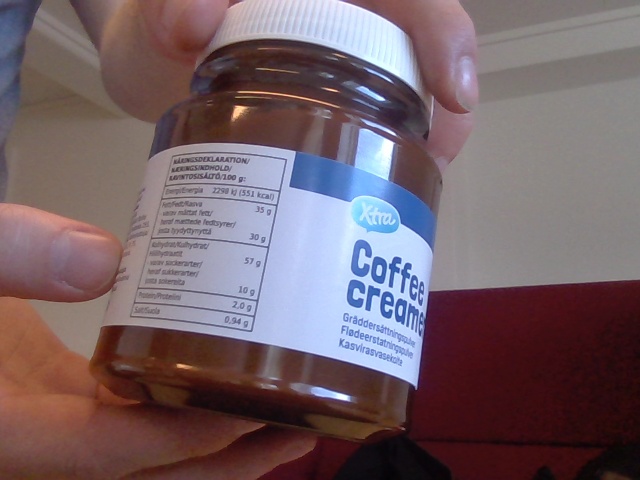 NÄRINGSDEKLARATION/
NÆRINGSINDHOLD/
RAVINTOSISÄLTÖ/100 g:
Energi/Energia 2298 kJ (551 kcal)
Fett/Fedt/Rasva 35 g
varav mättat fett/
heraf mættede fedtsyrer/
josta tyydyttynyttä 30 g
Kolhydrat/Kulhydrat/
Hiilihydraatit 57 g
- varav sockerarter/
heraf sukkerarter/
josta sokereita 10 g
Protein/Proteiini 2,0 g
Salt/Suola 0,94 g
Xtra
Coffee
creame
Gräddersättningspulver
Flødeerstatningspulver
Kasvirasvasekoite